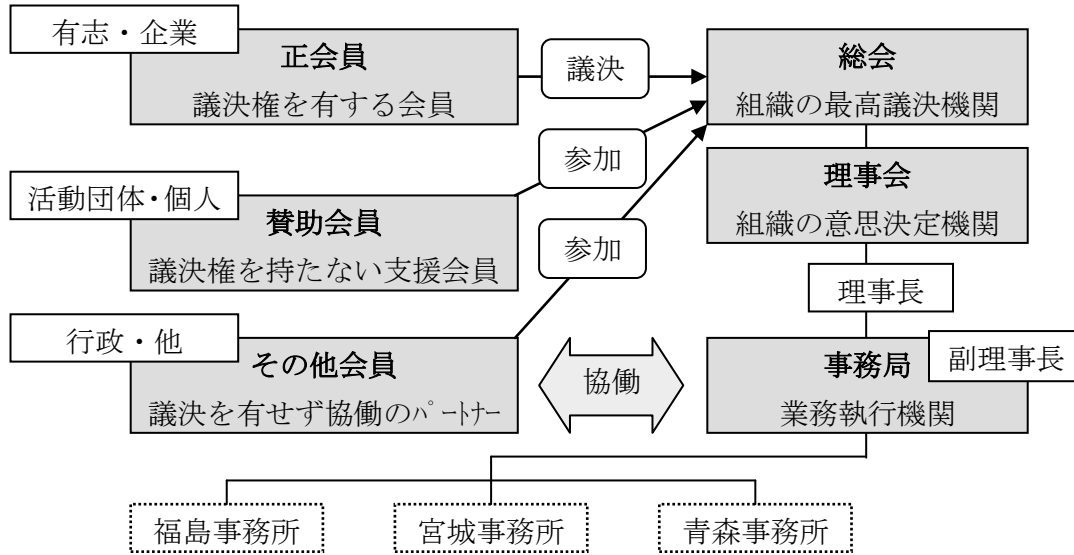 有志・企業
正会員
議決権を有する会員
議決
総会
組織の最高議決機関
活動団体・個人
賛助会員
議決権を持たない支援会員
参加
参加
理事会
組織の意思決定機関
理事長
行政・他
その他会員
議決を有せず協働のﾊﾟｰﾄﾅｰ
協働
事務局
業務執行機関
副理事長
福島事務所
宮城事務所
青森事務所